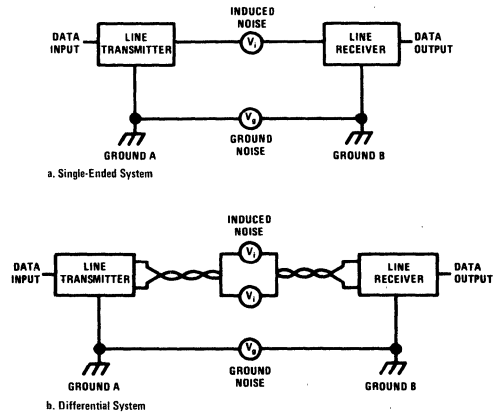 INDUCED
NOISE
DATA
INPUT
LINE
TRANSMITTER
Vi
LINE
RECEIVER
DATA
OUTPUT
Vg
GROUND A
GROUND
NOISE
GROUND B
a. Single-Ended System
INDUCED
NOISE
Vi
DATA
INPUT
LINE
TRANSMITTER
LINE
RECEIVER
DATA
OUTPUT
Vi
Vg
GROUND A
GROUND
NOISE
GROUND B
b. Differential System